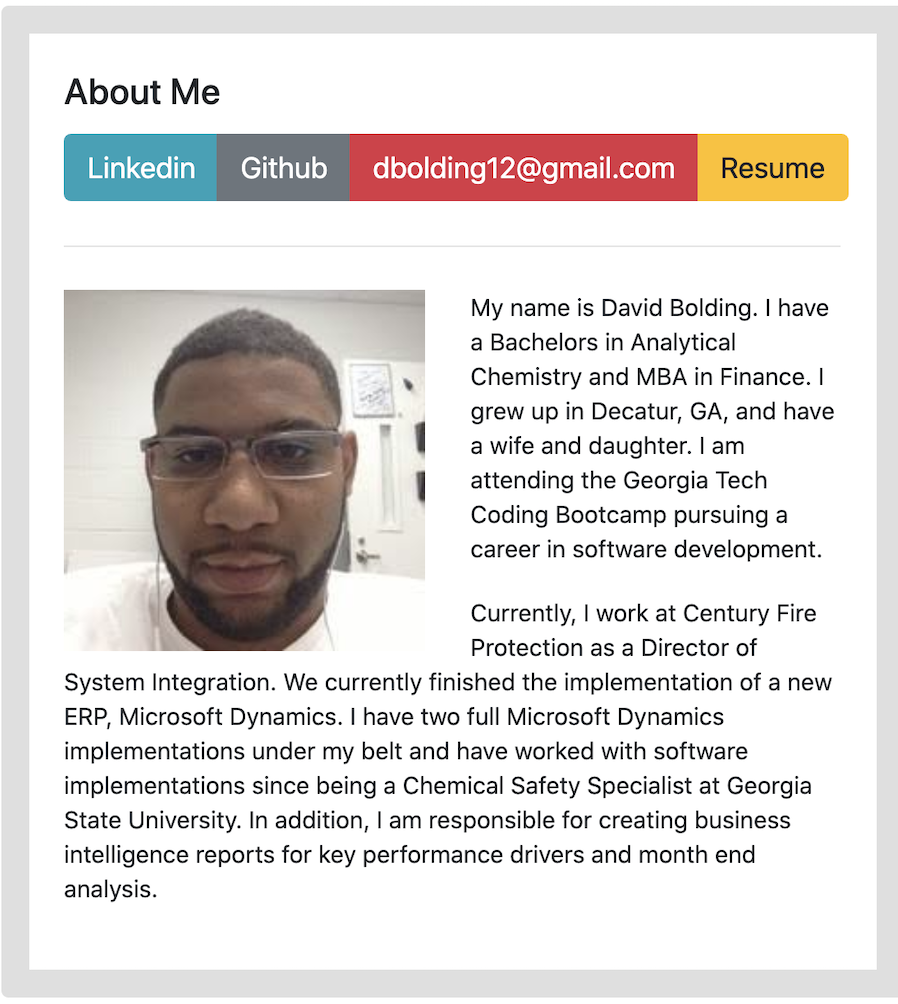 About Me
Linkedin Github dbolding12@gmail.com Resume
My name is David Bolding. I have
a Bachelors in Analytical
Chemistry and MBA in Finance. I
grew up in Decatur, GA, and have
a wife and daughter. I am
attending the Georgia Tech
Coding Bootcamp pursuing a
career in software development.
Currently, I work at Century Fire
Protection as a Director of
System Integration. We currently finished the implementation of a new
ERP, Microsoft Dynamics. I have two full Microsoft Dynamics
implementations under my belt and have worked with software
implementations since being a Chemical Safety Specialist at Georgia
State University. In addition, I am responsible for creating business
intelligence reports for key performance drivers and month end
analysis.